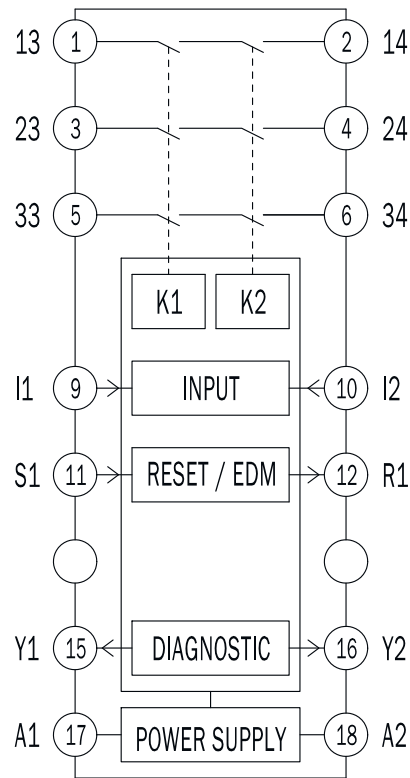 13 1 2 14
23 3 4 24
33 5 6 34
K1 K2
I1 9 INPUT 10 I2
S1 11 RESET / EDM 12 R1
Y1 15 DIAGNOSTIC 16 Y2
A1 17 POWER SUPPLY 18 A2